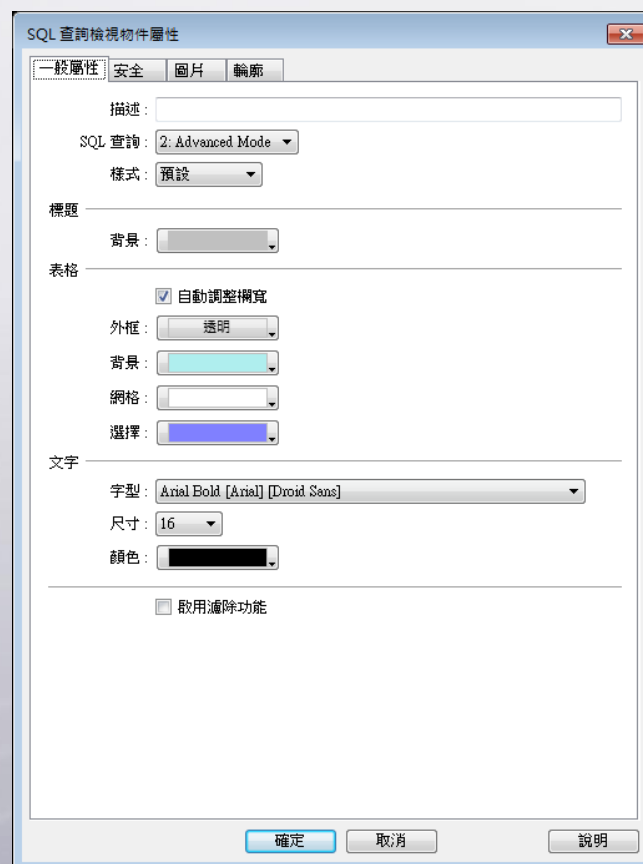 SQL 查詢檢視物件屬性
一般屬性 安全 圖片 輪廓
描述 :
SQL 查詢 : 2: Advanced Mode
樣式 : 預設
標題
背景 :
表格
自動調整欄寬
外框 : 透明
背景 :
網格 :
選擇 :
文字
字型 : Arial Bold [Arial] [Droid Sans]
尺寸 : 16
顏色 :
啟用濾除功能
確定 取消 說明